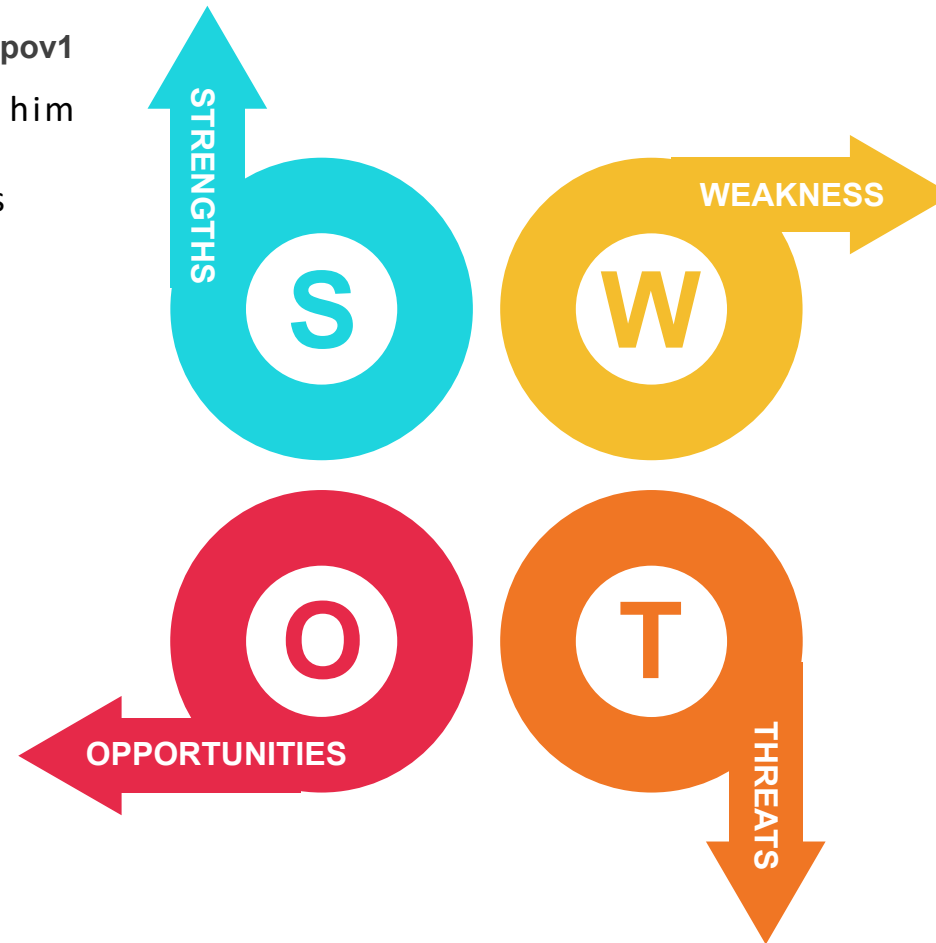 pov1
him
s
STRENGTHS
WEAKNESS
S
W
O
T
OPPORTUNITIES
THREATS